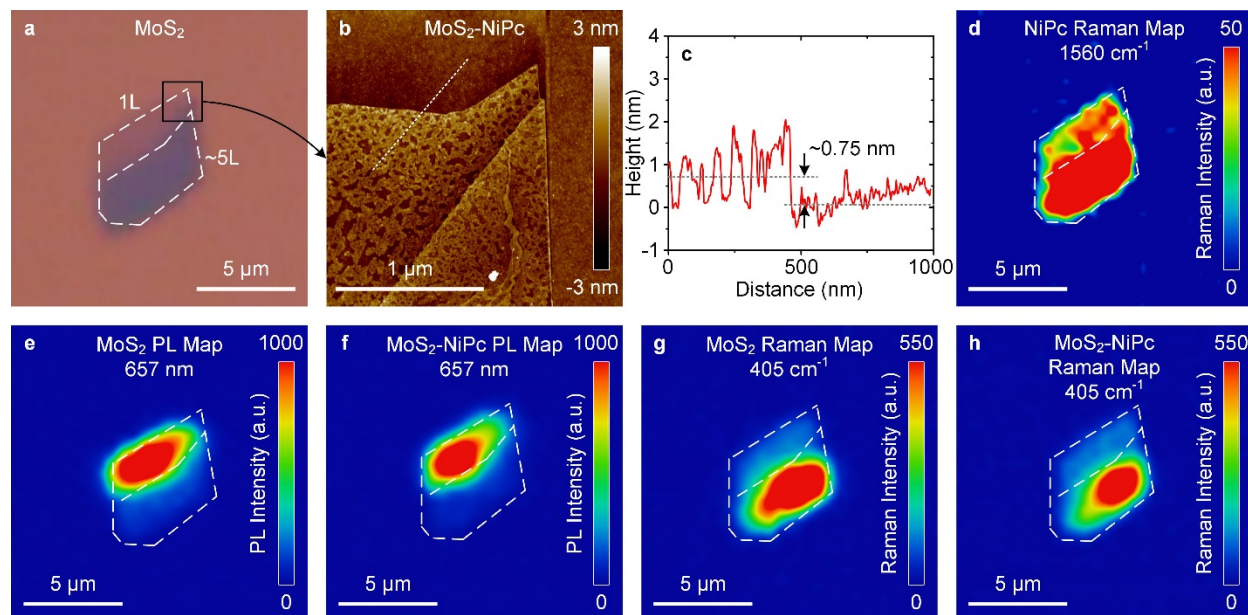 a
MoS₂
1L
~5L
5 μm
b
MoS₂-NiPc
3 nm
1 μm
-3 nm
c
4
3
2
1
0
-1
Height (nm)
~0.75 nm
0
500
1000
Distance (nm)
d
NiPc Raman Map
1560 cm⁻¹
50
Raman Intensity (a.u.)
5 μm
0
e
MoS₂ PL Map
657 nm
1000
PL Intensity (a.u.)
5 μm
0
f
MoS₂-NiPc PL Map
657 nm
1000
PL Intensity (a.u.)
5 μm
0
g
MoS₂ Raman Map
405 cm⁻¹
550
Raman Intensity (a.u.)
5 μm
0
h
MoS₂-NiPc
Raman Map
405 cm⁻¹
550
Raman Intensity (a.u.)
5 μm
0